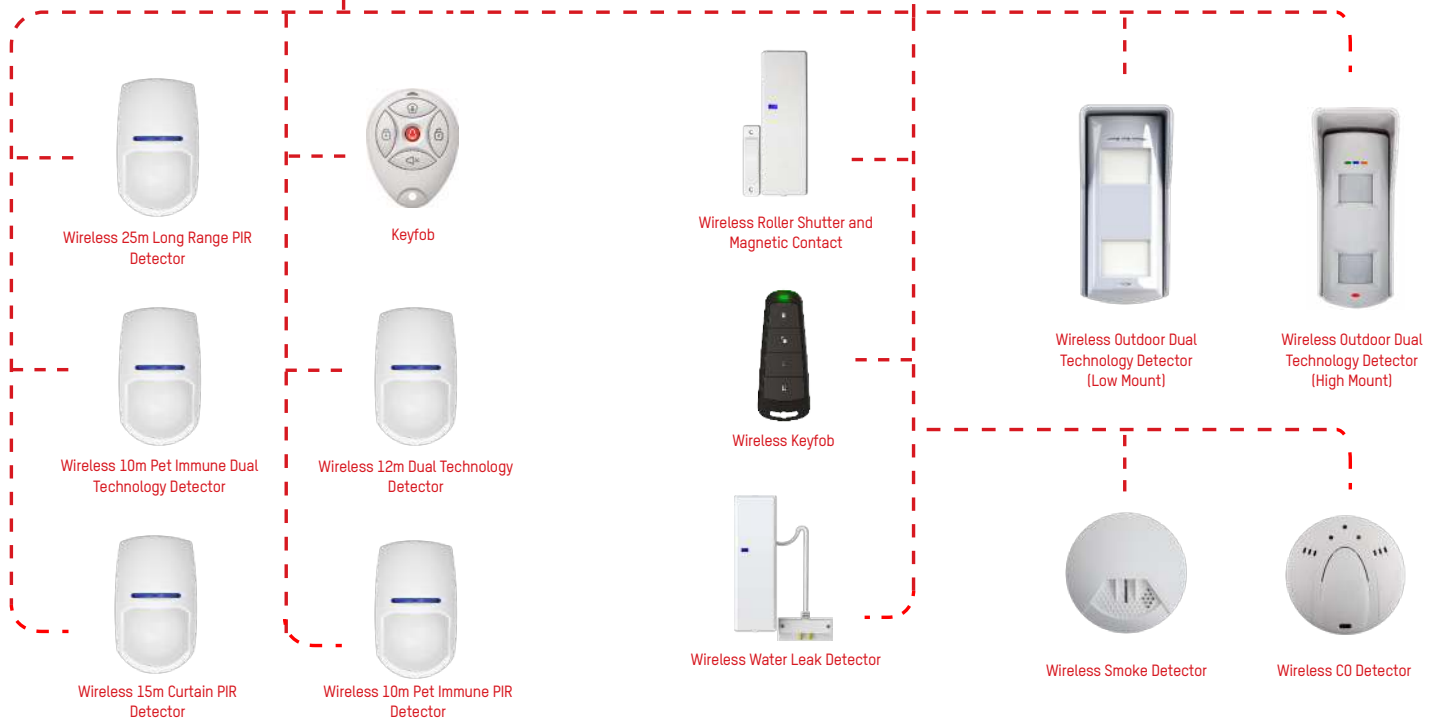 Wireless 25m Long Range PIR
Detector
Keyfob
Wireless Roller Shutter and
Magnetic Contact
Wireless Outdoor Dual
Technology Detector
(Low Mount)
Wireless Outdoor Dual
Technology Detector
(High Mount)
Wireless 10m Pet Immune Dual
Technology Detector
Wireless 12m Dual Technology
Detector
Wireless Keyfob
Wireless Water Leak Detector
Wireless Smoke Detector
Wireless CO Detector
Wireless 15m Curtain PIR
Detector
Wireless 10m Pet Immune PIR
Detector